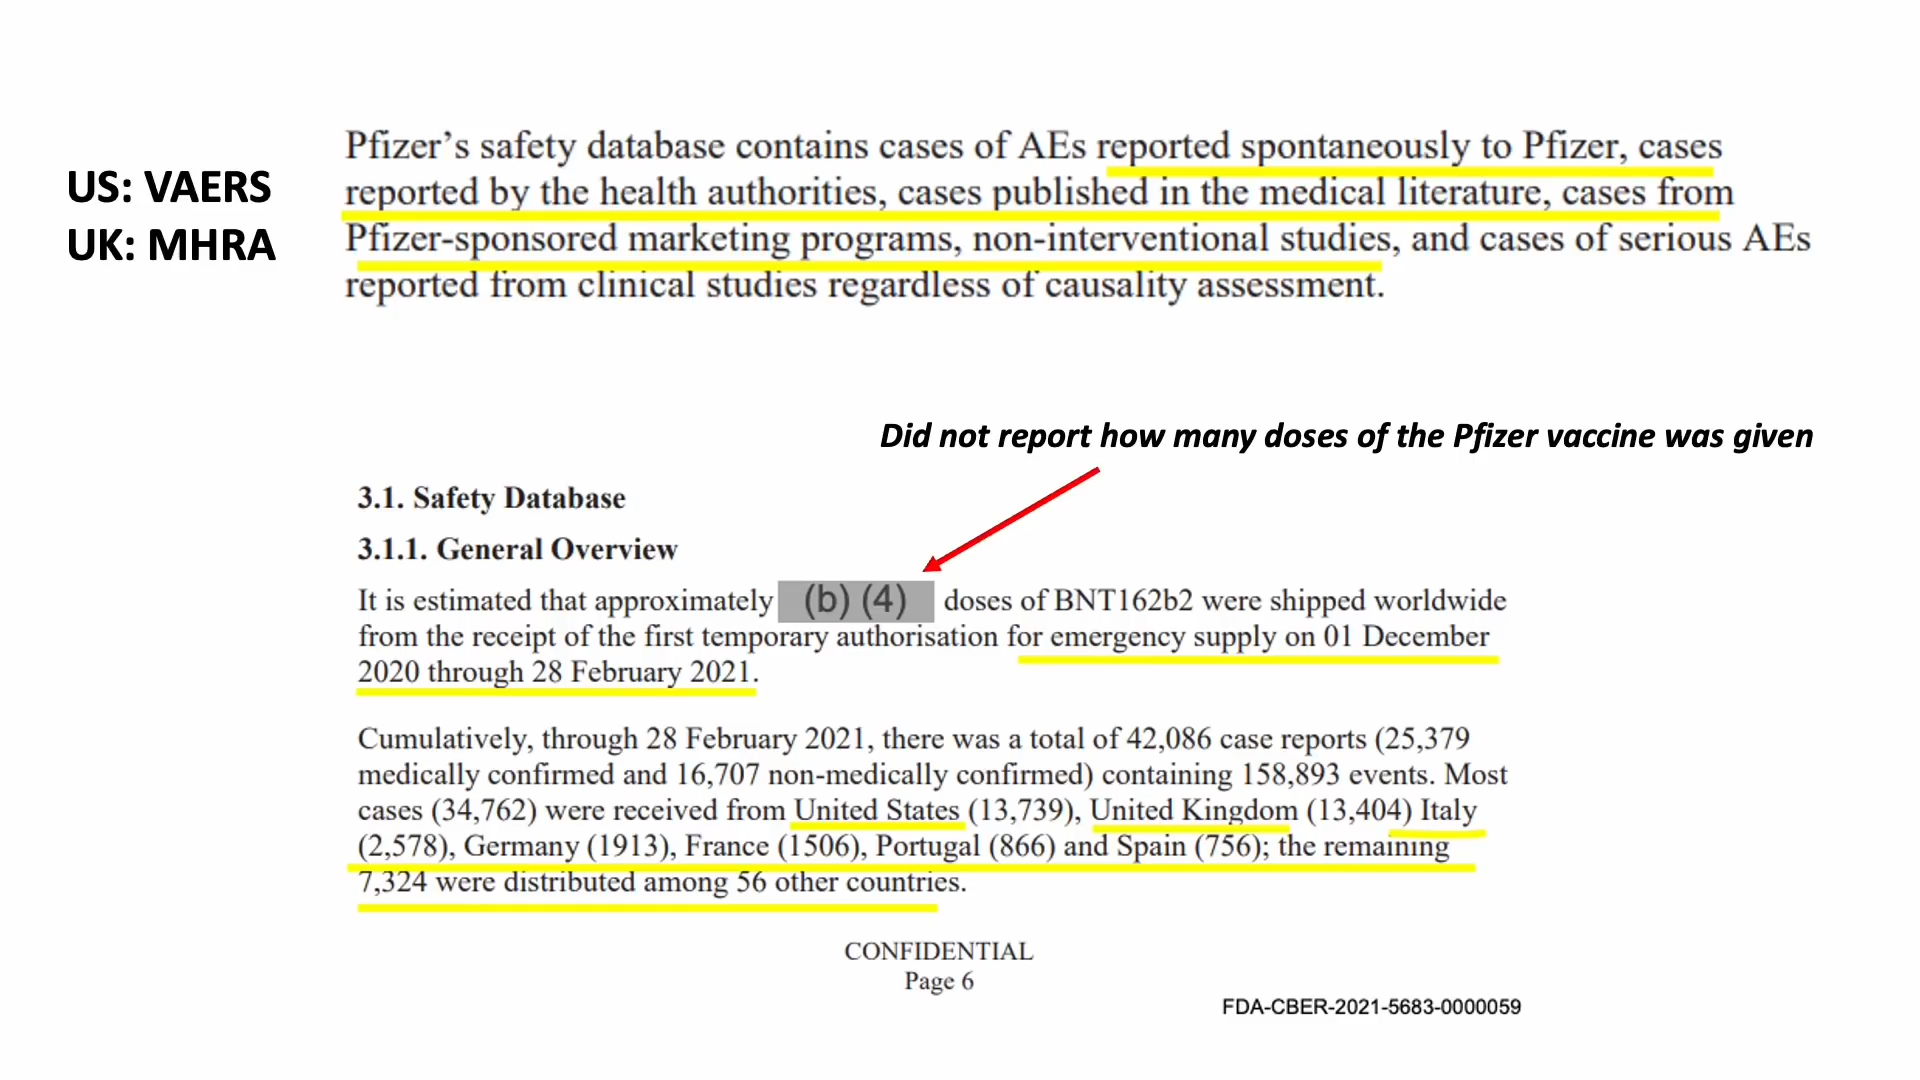 US: VAERS
UK: MHRA
Pfizer’s safety database contains cases of AEs reported spontaneously to Pfizer, cases
reported by the health authorities, cases published in the medical literature, cases from
Pfizer-sponsored marketing programs, non-interventional studies, and cases of serious AEs
reported from clinical studies regardless of causality assessment.
Did not report how many doses of the Pfizer vaccine was given
3.1. Safety Database
3.1.1. General Overview
It is estimated that approximately (b) (4) doses of BNT162b2 were shipped worldwide
from the receipt of the first temporary authorisation for emergency supply on 01 December
2020 through 28 February 2021.
Cumulatively, through 28 February 2021, there was a total of 42,086 case reports (25,379
medically confirmed and 16,707 non-medically confirmed) containing 158,893 events. Most
cases (34,762) were received from United States (13,739), United Kingdom (13,404) Italy
(2,578), Germany (1913), France (1506), Portugal (866) and Spain (756); the remaining
7,324 were distributed among 56 other countries.
CONFIDENTIAL
Page 6
FDA-CBER-2021-5683-0000059